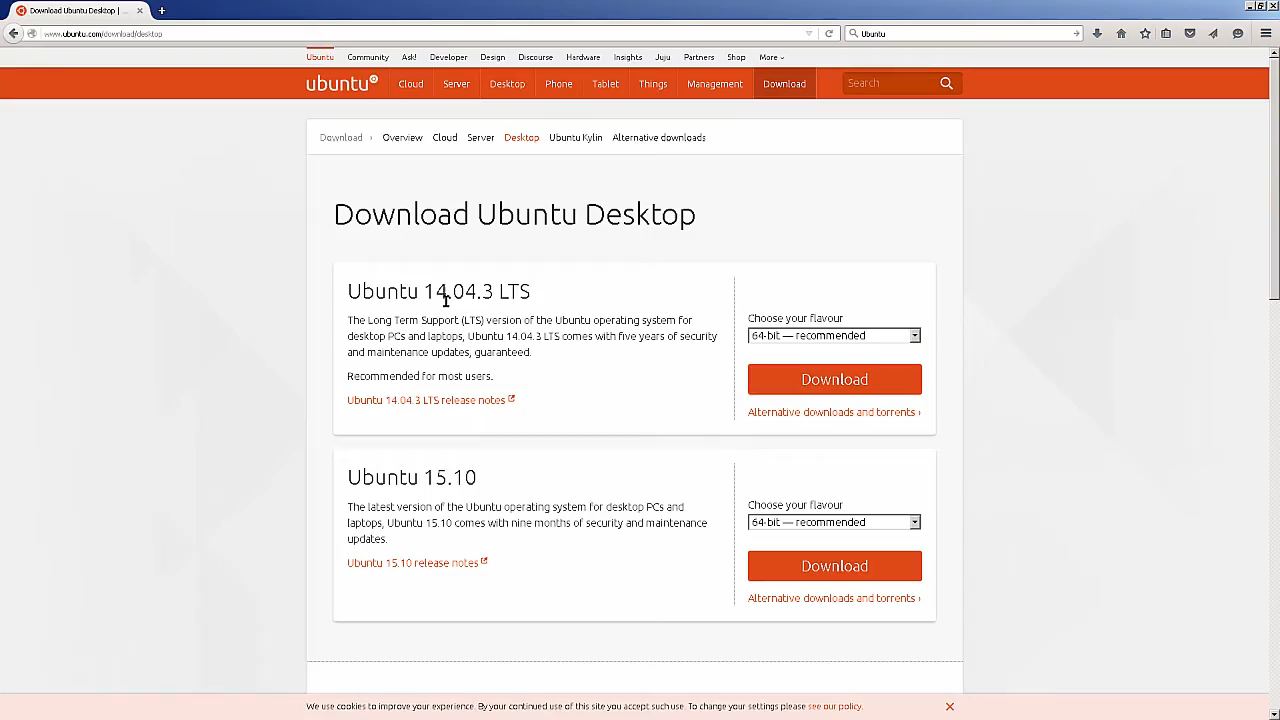 Download Ubuntu Desktop | ...
www.ubuntu.com/download/desktop
Ubuntu
Ubuntu Community Ask! Developer Design Discourse Hardware Insights Juju Partners Shop More
ubuntu Cloud Server Desktop Phone Tablet Things Management Download Search
Download › Overview Cloud Server Desktop Ubuntu Kylin Alternative downloads
Download Ubuntu Desktop
Ubuntu 14.04.3 LTS
The Long Term Support (LTS) version of the Ubuntu operating system for
desktop PCs and laptops, Ubuntu 14.04.3 LTS comes with five years of security
and maintenance updates, guaranteed.
Recommended for most users.
Ubuntu 14.04.3 LTS release notes
Choose your flavour
64-bit — recommended
Download
Alternative downloads and torrents ›
Ubuntu 15.10
The latest version of the Ubuntu operating system for desktop PCs and
laptops, Ubuntu 15.10 comes with nine months of security and maintenance
updates.
Ubuntu 15.10 release notes
Choose your flavour
64-bit — recommended
Download
Alternative downloads and torrents ›
We use cookies to improve your experience. By your continued use of this site you accept such use. To change your settings please see our policy.